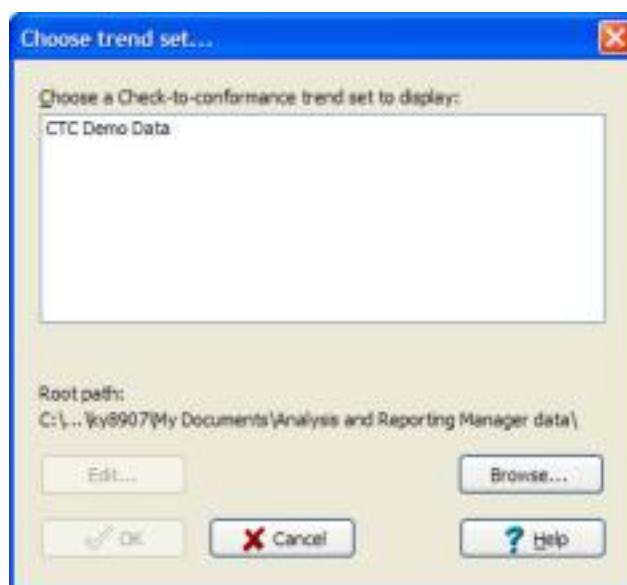 Choose trend set...
Choose a Check-to-conformance trend set to display:
CTC Demo Data
Root path:
C:\...\ky8907\My Documents\Analysis and Reporting Manager data\
Edit...
Browse...
OK
Cancel
Help